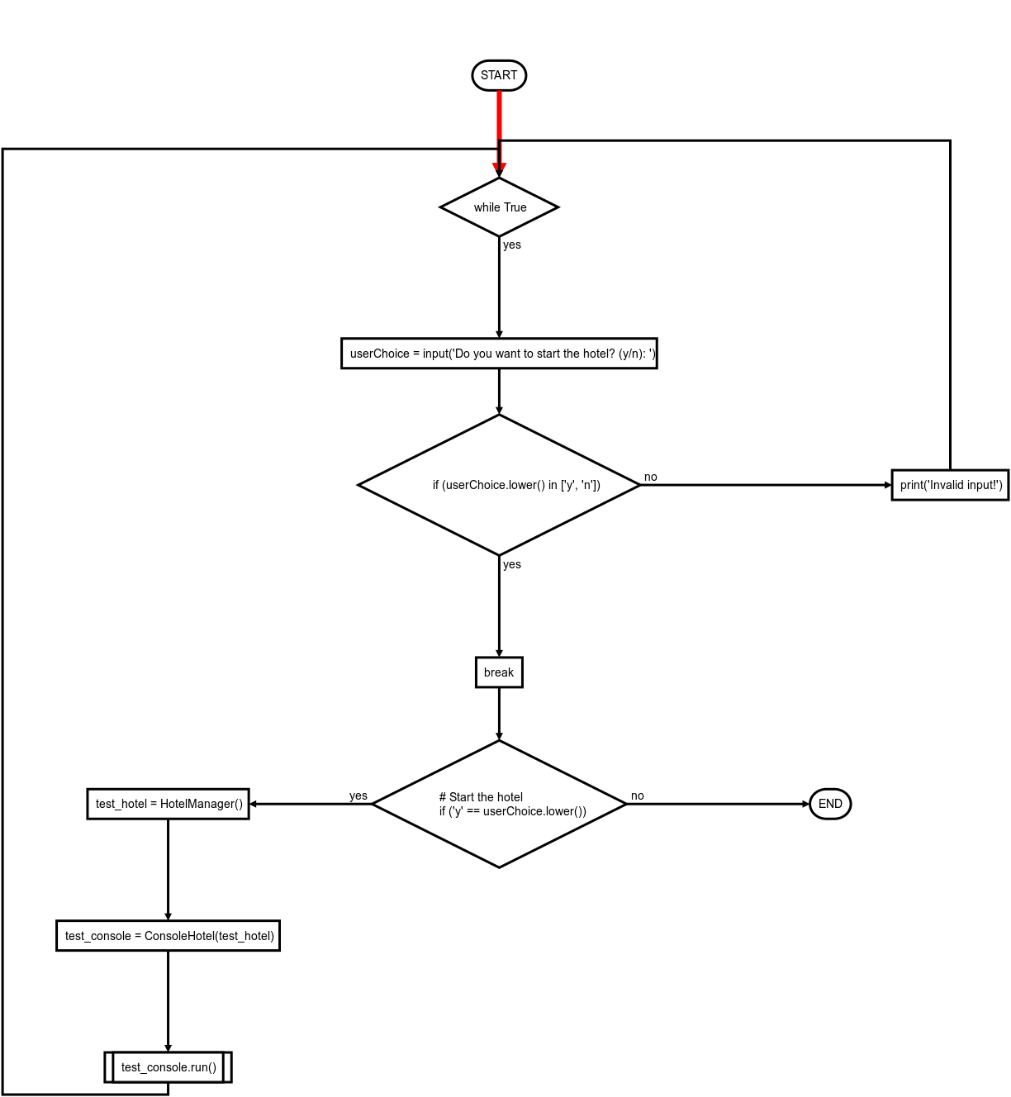 START
while True
yes
userChoice = input('Do you want to start the hotel? (y/n): ')
if (userChoice.lower() in ['y', 'n'])
no
print('Invalid input!')
yes
break
# Start the hotel
if ('y' == userChoice.lower())
yes
test_hotel = HotelManager()
no
END
test_console = ConsoleHotel(test_hotel)
test_console.run()